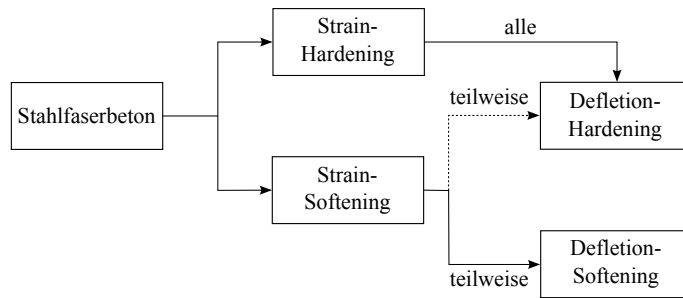 Strain-
Hardening
alle
Stahlfaserbeton
teilweise
Defletion-
Hardening
Strain-
Softening
Defletion-
Softening
teilweise